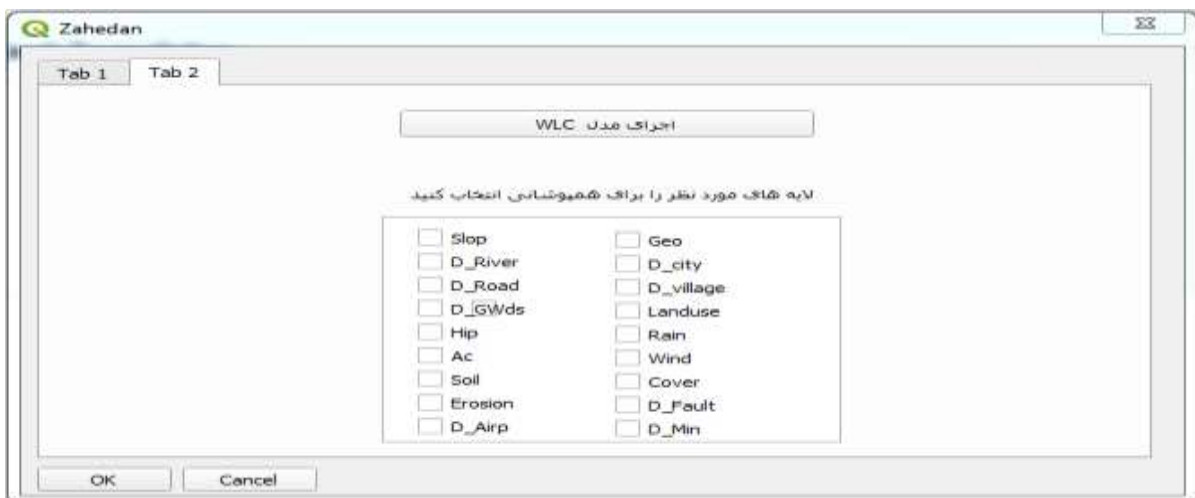 Zahedan
Tab 1 Tab 2
اجرای مدل WLC
لایه های مورد نظر را برای همپوشانی انتخاب کنید
Slop Geo
D_River D_city
D_Road D_village
D_GWds Landuse
Hip Rain
Ac Wind
Soil Cover
Erosion D_Fault
D_Airp D_Min
OK Cancel